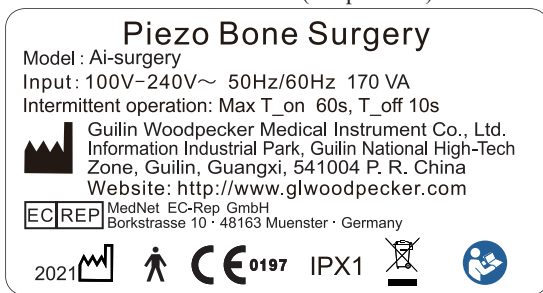 Piezo Bone Surgery
Model : Ai-surgery
Input: 100V-240V～ 50Hz/60Hz 170 VA
Intermittent operation: Max T_on 60s, T_off 10s
Guilin Woodpecker Medical Instrument Co., Ltd.
Information Industrial Park, Guilin National High-Tech
Zone, Guilin, Guangxi, 541004 P. R. China
Website: http://www.glwoodpecker.com
EC REP MedNet EC-Rep GmbH
Borkstrasse 10 · 48163 Muenster · Germany
2021 CE 0197 IPX1